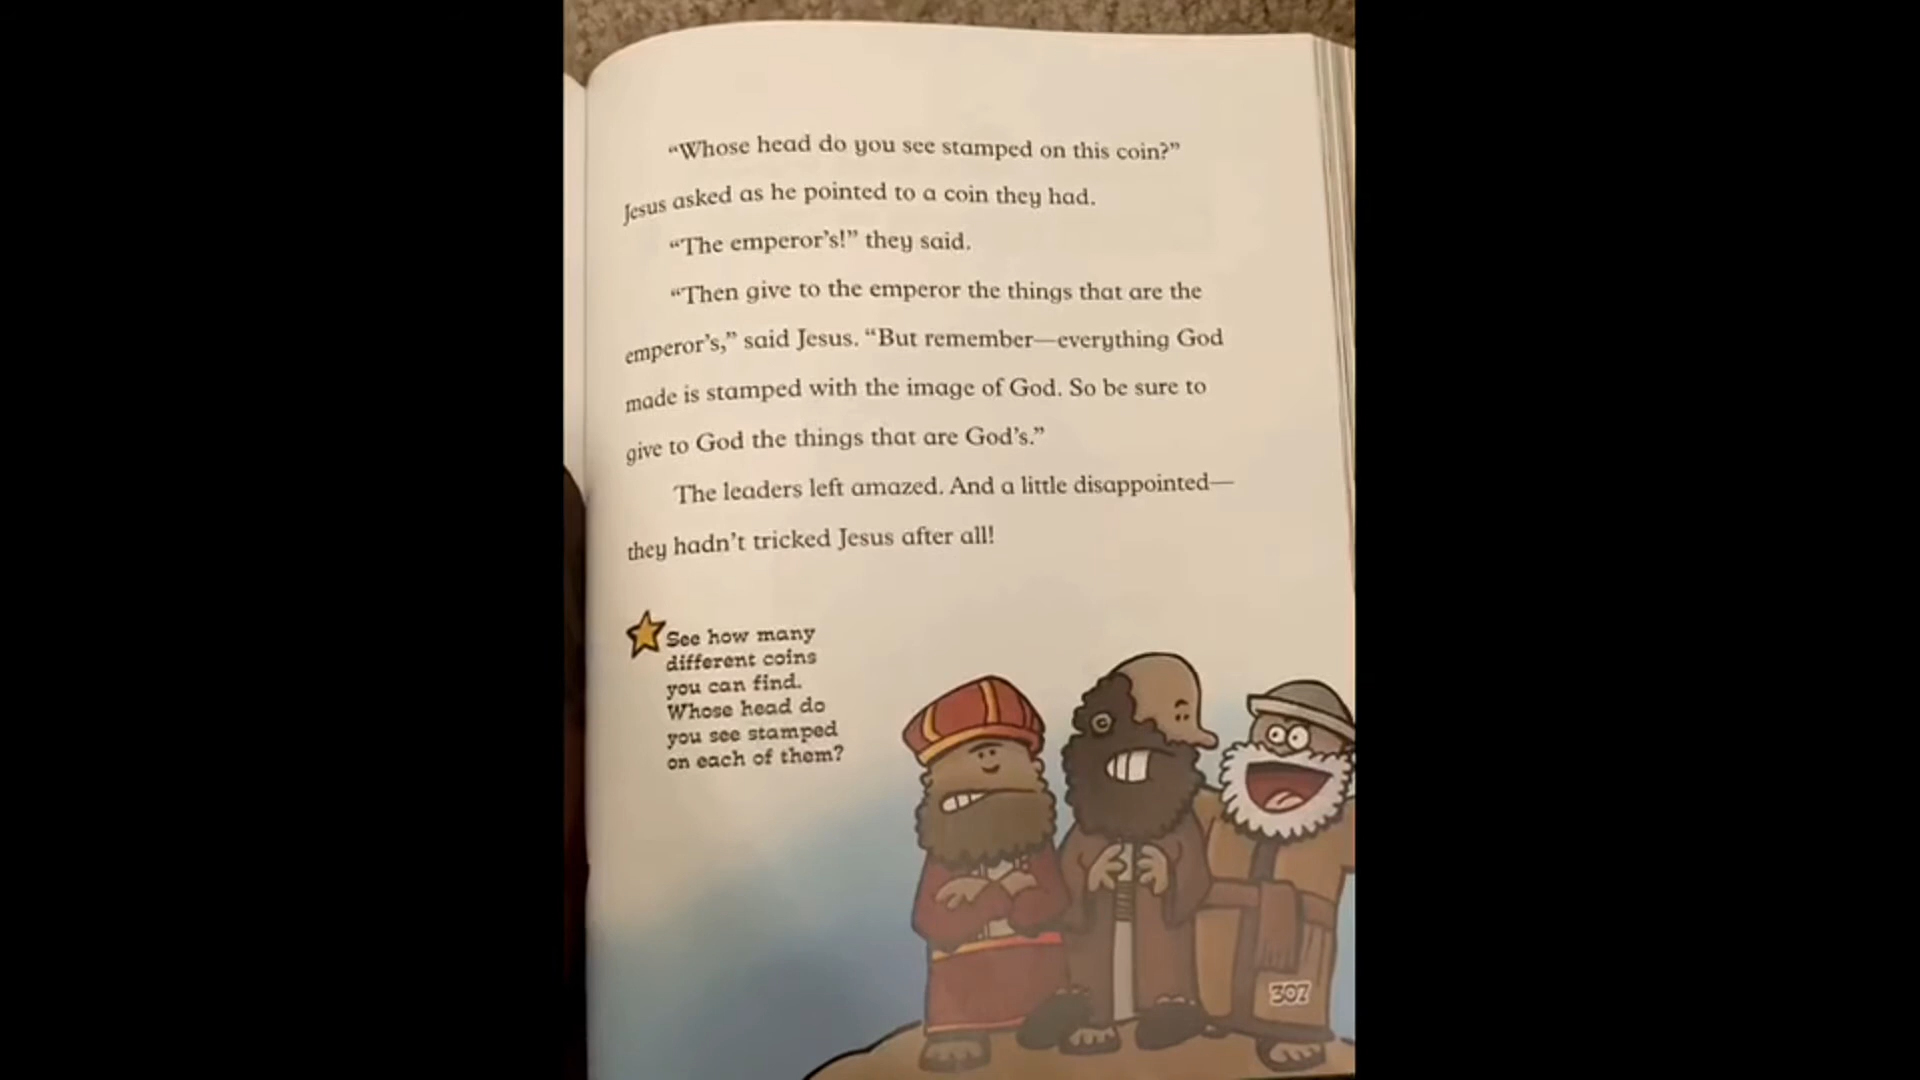 “Whose head do you see stamped on this coin?”
Jesus asked as he pointed to a coin they had.
“The emperor’s!” they said.
“Then give to the emperor the things that are the
emperor’s,” said Jesus. “But remember—everything God
made is stamped with the image of God. So be sure to
give to God the things that are God’s.”
The leaders left amazed. And a little disappointed—
they hadn’t tricked Jesus after all!
See how many
different coins
you can find.
Whose head do
you see stamped
on each of them?
307